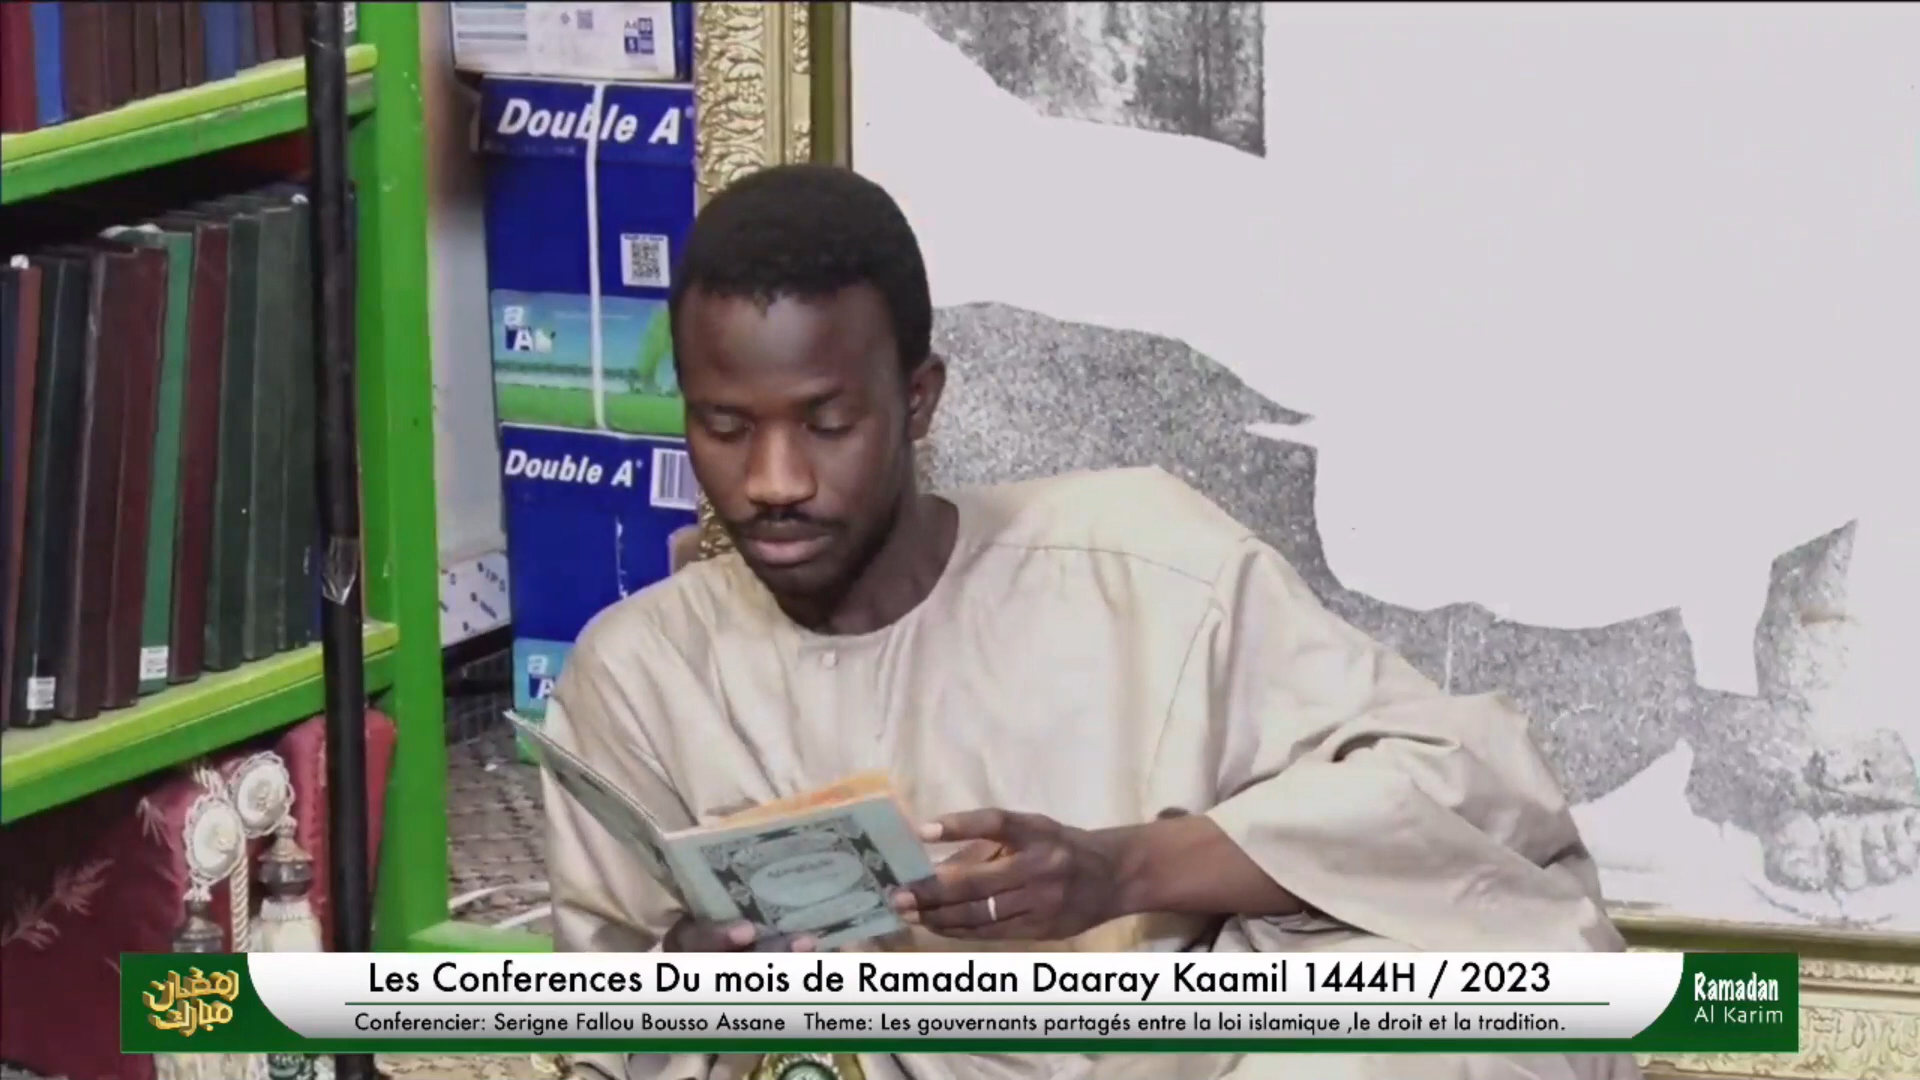 Double A
Double A
رمضان
مبارك
Les Conferences Du mois de Ramadan Daaray Kaamil 1444H / 2023
Conferencier: Serigne Fallou Bousso Assane Theme: Les gouvernants partagés entre la loi islamique ,le droit et la tradition.
Ramadan
Al Karim